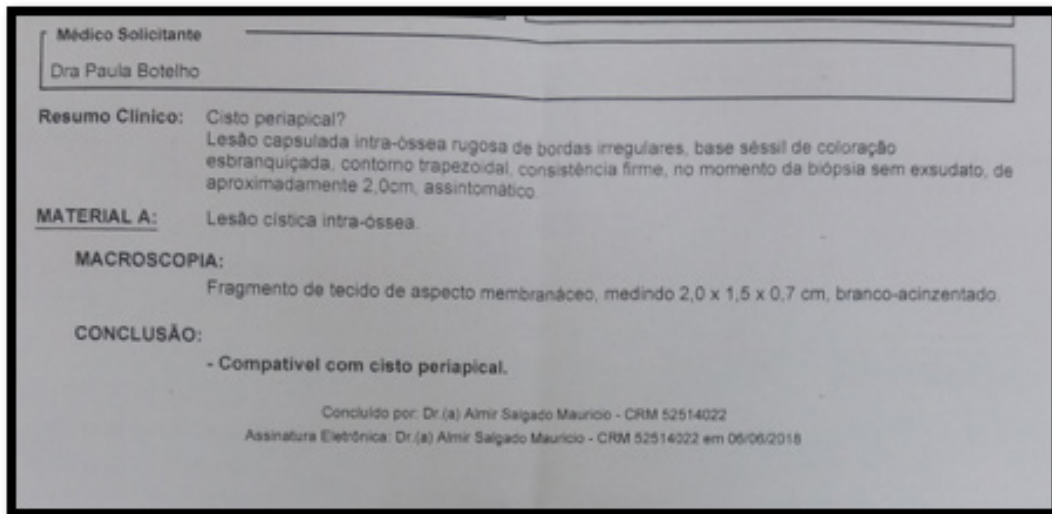 Médico Solicitante
Dra Paula Botelho
Resumo Clínico: Cisto periapical?
Lesão capsulada intra-óssea rugosa de bordas irregulares, base séssil de coloração
esbranquiçada, contorno trapezoidal, consistência firme, no momento da biópsia sem exsudato, de
aproximadamente 2,0cm, assintomático.
MATERIAL A: Lesão cística intra-óssea.
MACROSCOPIA:
Fragmento de tecido de aspecto membranáceo, medindo 2,0 x 1,5 x 0,7 cm, branco-acinzentado.
CONCLUSÃO:
- Compatível com cisto periapical.
Concluído por: Dr.(a) Almir Salgado Mauricio - CRM 52514022
Assinatura Eletrônica: Dr.(a) Almir Salgado Mauricio - CRM 52514022 em 06/06/2018